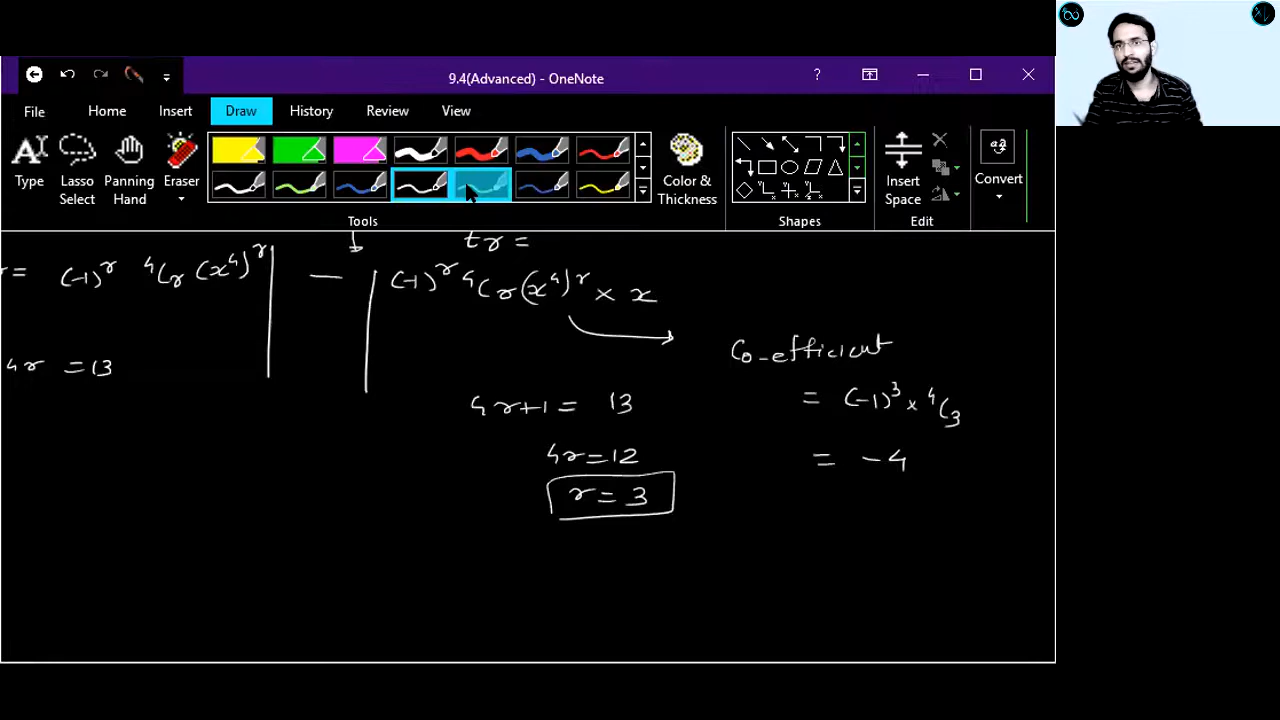 9.4(Advanced) - OneNote
?
File Home Insert Draw History Review View
Type
Lasso Select
Panning Hand
Eraser
Color & Thickness
Insert Space
Convert
Tools
Shapes
Edit
tr =
r = (-1)^r ⁴Cr (x⁴)^r | — | (-1)^r ⁴Cr (x⁴)^r × x
4r = 13
Co-efficient
= (-1)³ × ⁴C₃
= -4
4r+1 = 13
4r = 12
r = 3